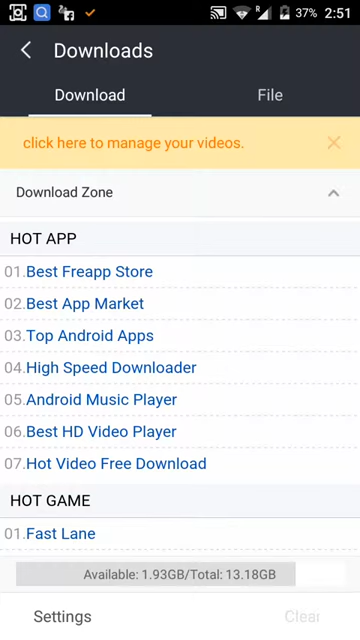 R 37% 2:51
Downloads
Download File
click here to manage your videos.
Download Zone
HOT APP
01.Best Freapp Store
02.Best App Market
03.Top Android Apps
04.High Speed Downloader
05.Android Music Player
06.Best HD Video Player
07.Hot Video Free Download
HOT GAME
01.Fast Lane
Available: 1.93GB/Total: 13.18GB
Settings Clear